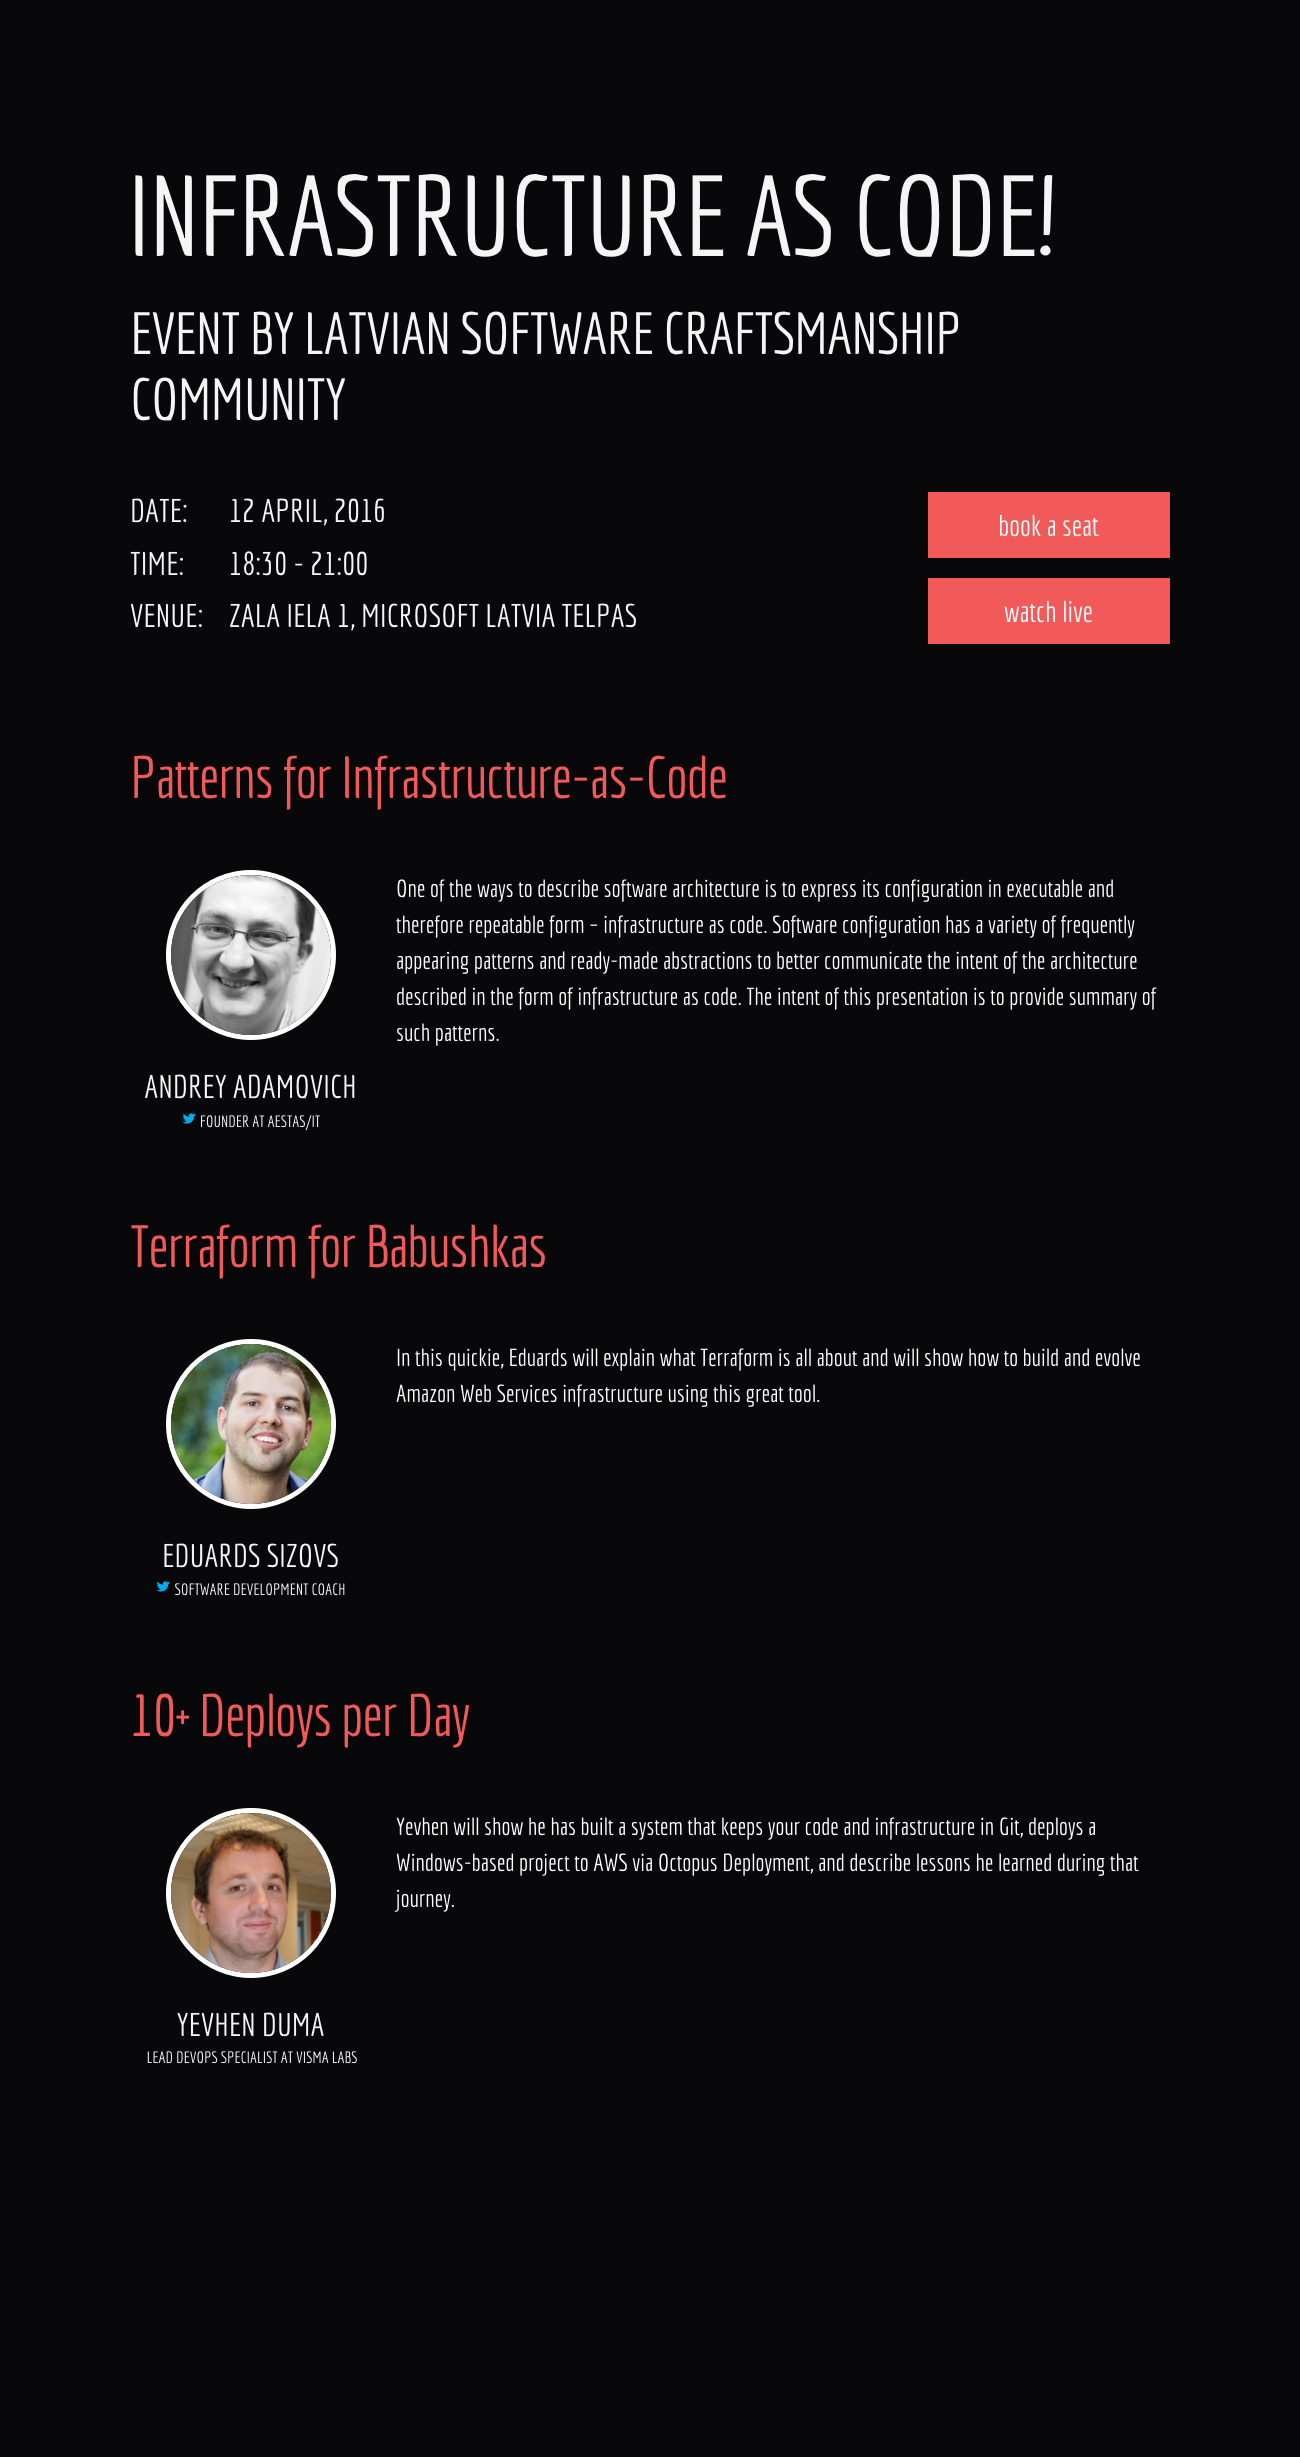 INFRASTRUCTURE AS CODE!
EVENT BY LATVIAN SOFTWARE CRAFTSMANSHIP
COMMUNITY
DATE: 12 APRIL, 2016
TIME: 18:30 - 21:00
VENUE: ZALA IELA 1, MICROSOFT LATVIA TELPAS
book a seat
watch live
Patterns for Infrastructure-as-Code
One of the ways to describe software architecture is to express its configuration in executable and
therefore repeatable form – infrastructure as code. Software configuration has a variety of frequently
appearing patterns and ready-made abstractions to better communicate the intent of the architecture
described in the form of infrastructure as code. The intent of this presentation is to provide summary of
such patterns.
ANDREY ADAMOVICH
FOUNDER AT AESTAS/IT
Terraform for Babushkas
In this quickie, Eduards will explain what Terraform is all about and will show how to build and evolve
Amazon Web Services infrastructure using this great tool.
EDUARDS SIZOVS
SOFTWARE DEVELOPMENT COACH
10+ Deploys per Day
Yevhen will show he has built a system that keeps your code and infrastructure in Git, deploys a
Windows-based project to AWS via Octopus Deployment, and describe lessons he learned during that
journey.
YEVHEN DUMA
LEAD DEVOPS SPECIALIST AT VISMA LABS